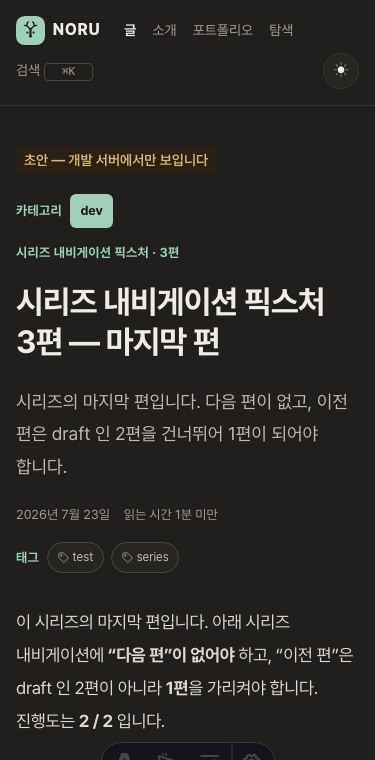 NORU 글 소개 포트폴리오 탐색
검색 ⌘K
초안 — 개발 서버에서만 보입니다
카테고리 dev
시리즈 내비게이션 픽스처 · 3편
시리즈 내비게이션 픽스처
3편 — 마지막 편
시리즈의 마지막 편입니다. 다음 편이 없고, 이전
편은 draft 인 2편을 건너뛰어 1편이 되어야
합니다.
2026년 7월 23일 읽는 시간 1분 미만
태그 test series
이 시리즈의 마지막 편입니다. 아래 시리즈
내비게이션에 “다음 편”이 없어야 하고, “이전 편”은
draft 인 2편이 아니라 1편을 가리켜야 합니다.
진행도는 2 / 2 입니다.